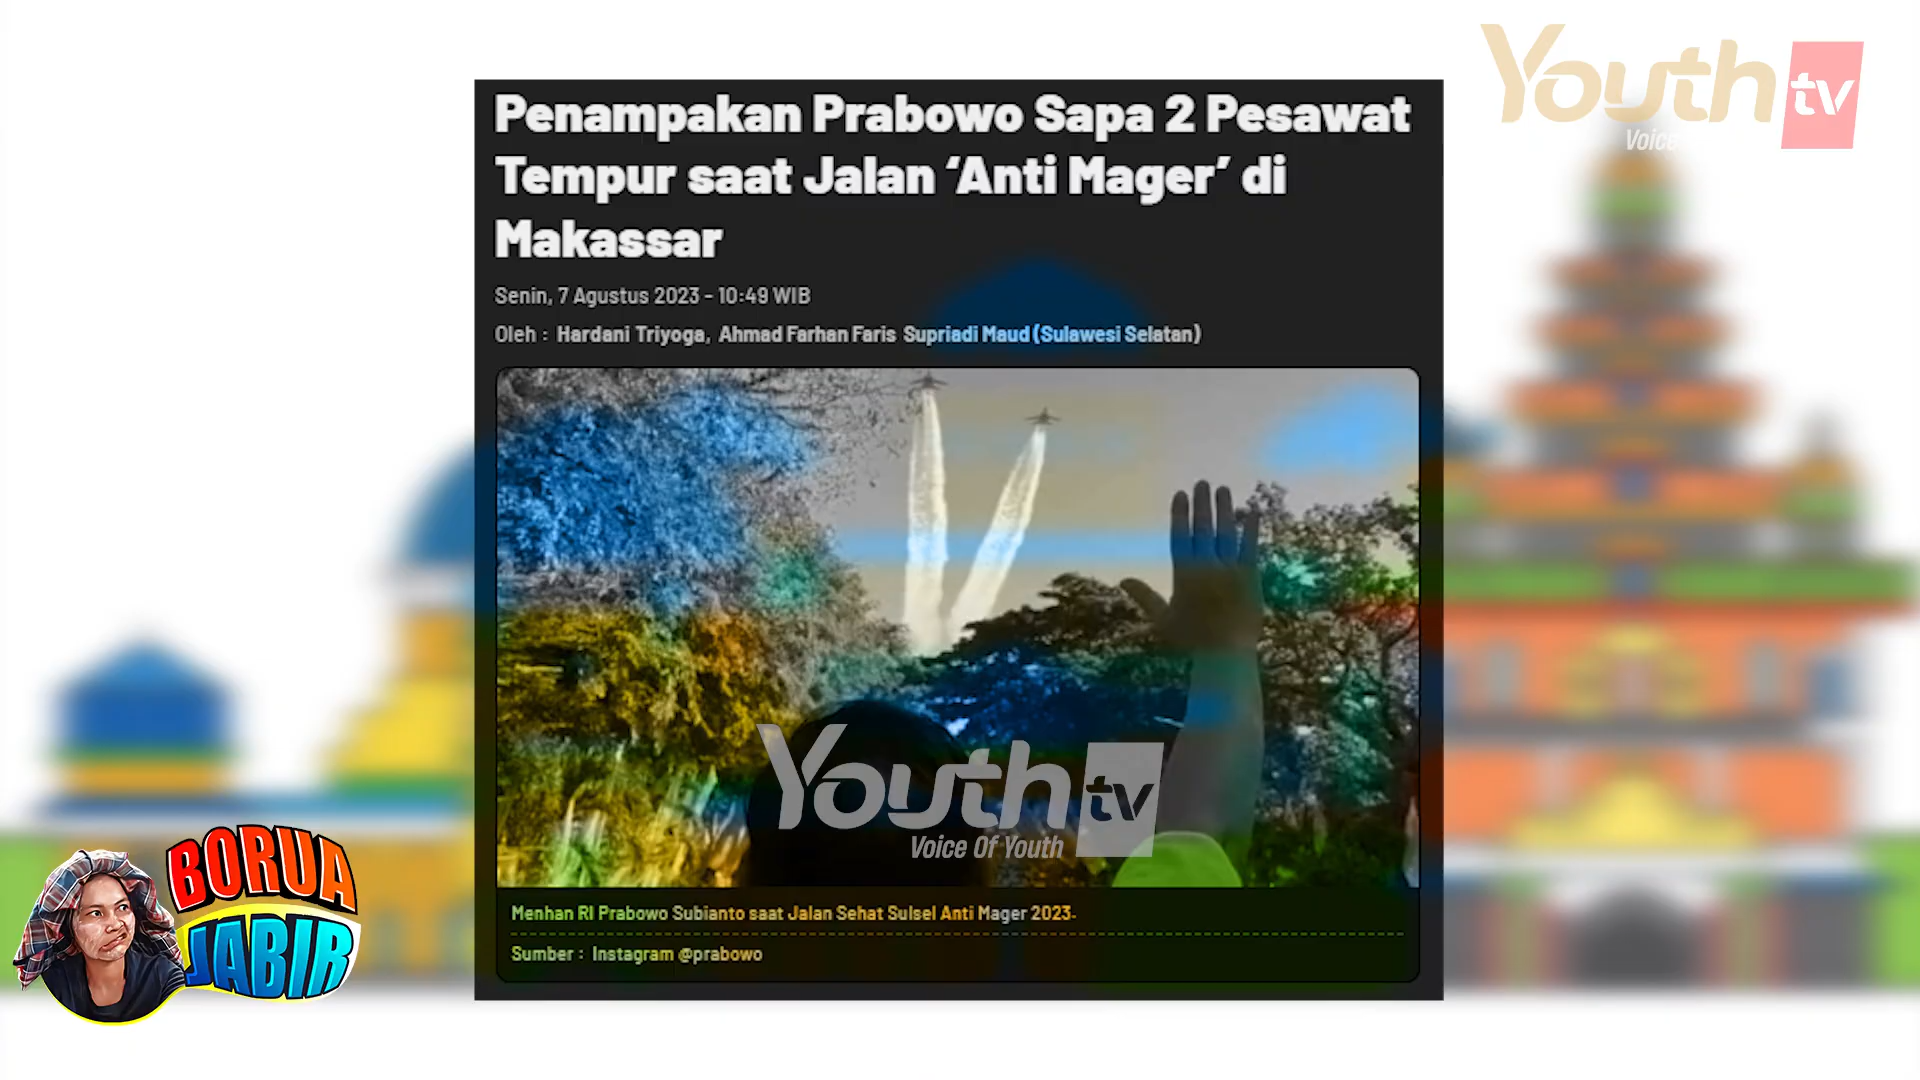 Youth tv
Voice
Penampakan Prabowo Sapa 2 Pesawat
Tempur saat Jalan ‘Anti Mager’ di
Makassar
Senin, 7 Agustus 2023 - 10:49 WIB
Oleh : Hardani Triyoga, Ahmad Farhan Faris Supriadi Maud (Sulawesi Selatan)
Youth tv
Voice Of Youth
Menhan RI Prabowo Subianto saat Jalan Sehat Sulsel Anti Mager 2023.
Sumber : Instagram @prabowo
BORUA
JABIR